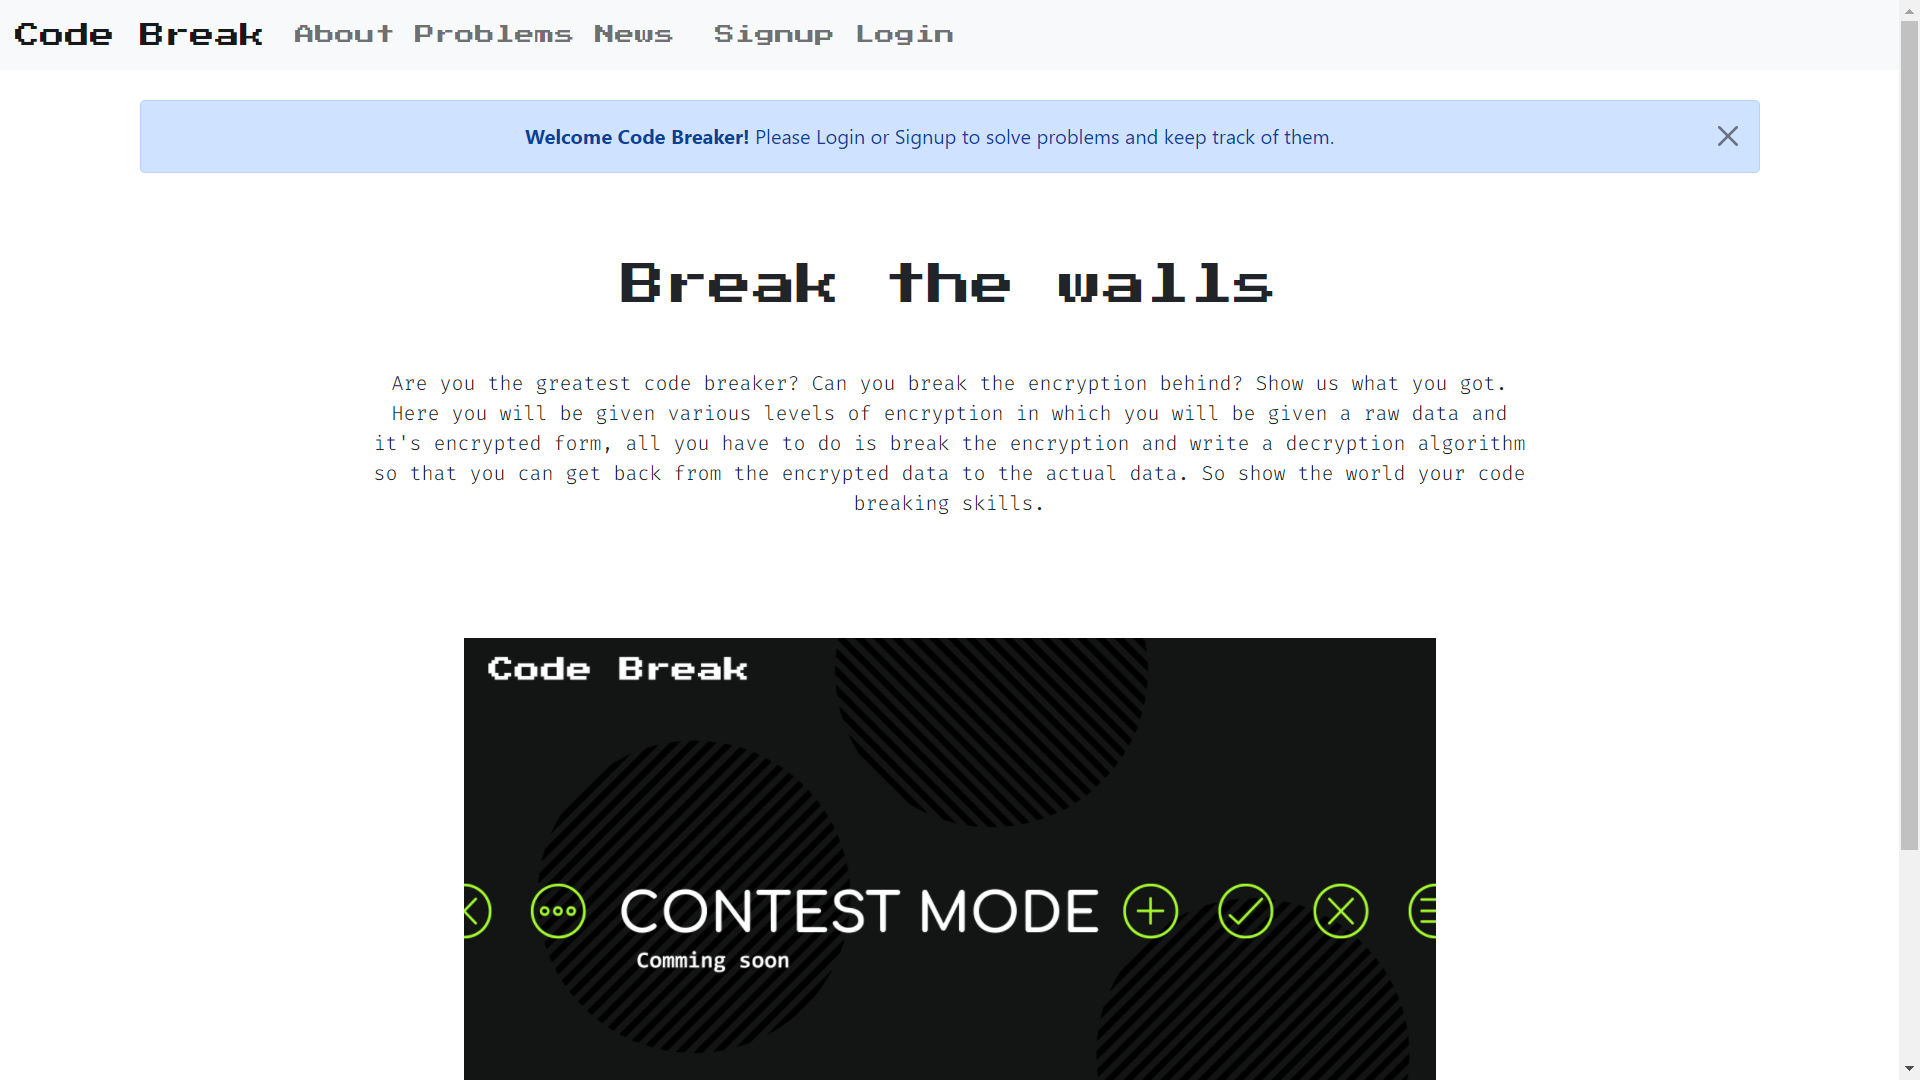 Code Break About Problems News Signup Login
Welcome Code Breaker! Please Login or Signup to solve problems and keep track of them.
Break the walls
Are you the greatest code breaker? Can you break the encryption behind? Show us what you got.
Here you will be given various levels of encryption in which you will be given a raw data and
it's encrypted form, all you have to do is break the encryption and write a decryption algorithm
so that you can get back from the encrypted data to the actual data. So show the world your code
breaking skills.
Code Break
CONTEST MODE
Comming soon